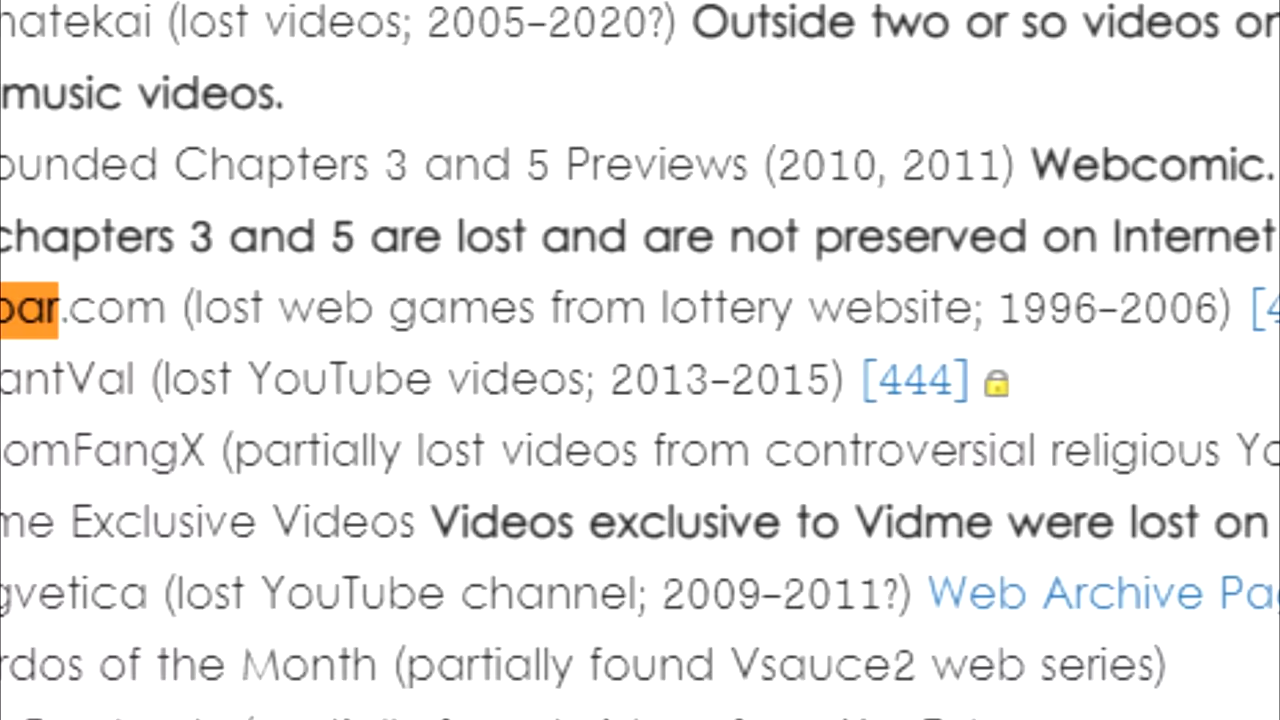 natekai (lost videos; 2005–2020?) Outside two or so videos or
music videos.
ounded Chapters 3 and 5 Previews (2010, 2011) Webcomic.
chapters 3 and 5 are lost and are not preserved on Internet
oar.com (lost web games from lottery website; 1996–2006) [4
antVal (lost YouTube videos; 2013–2015) [444]
omFangX (partially lost videos from controversial religious Yo
me Exclusive Videos Videos exclusive to Vidme were lost on
gvetica (lost YouTube channel; 2009–2011?) Web Archive Pag
rdos of the Month (partially found Vsauce2 web series)